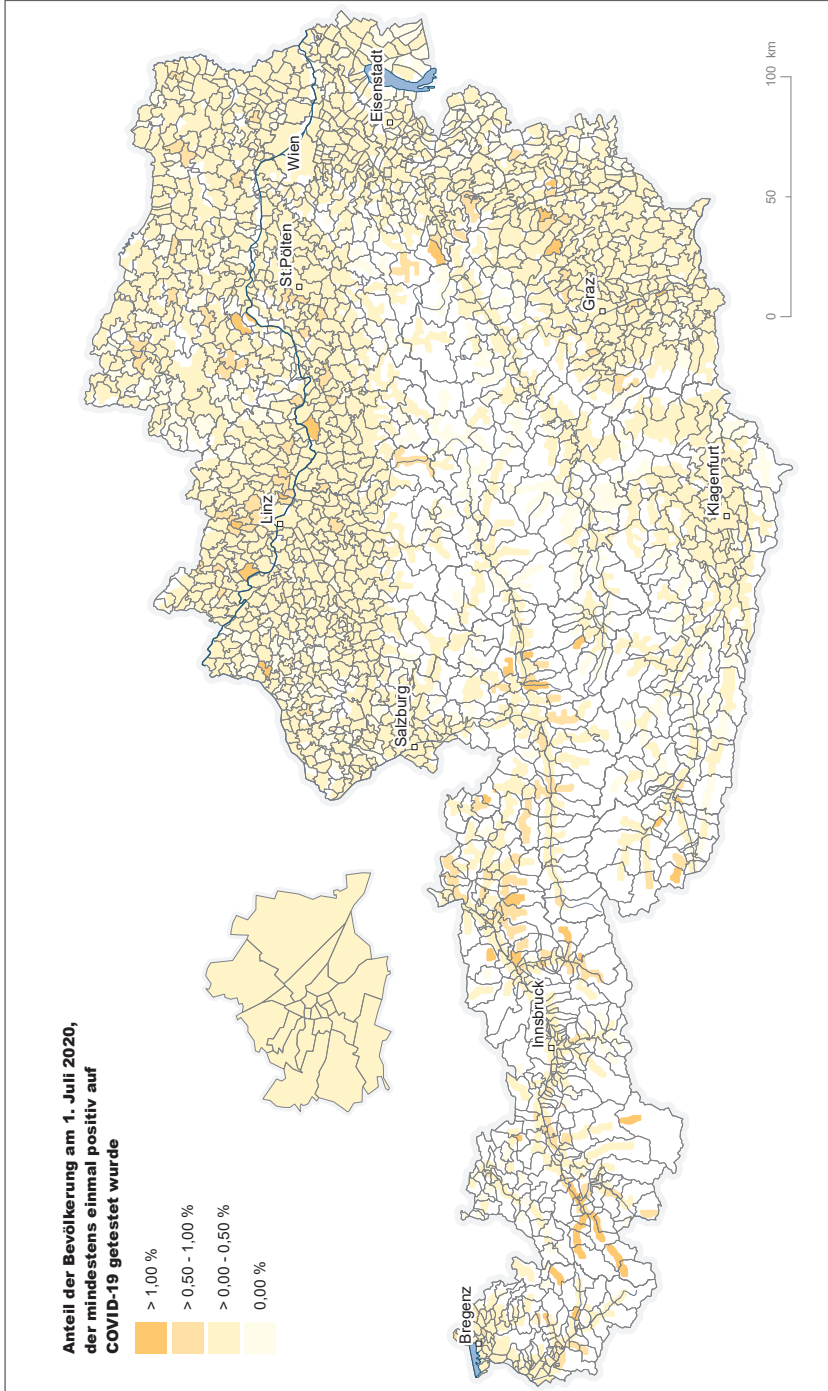 Anteil der Bevölkerung am 1. Juli 2020,
der mindestens einmal positiv auf
COVID-19 getestet wurde
> 1,00 %
> 0,50 - 1,00 %
> 0,00 - 0,50 %
0,00 %
Linz
St.Pölten
Wien
Eisenstadt
Salzburg
Bregenz
Innsbruck
Graz
Klagenfurt
0 50 100 km